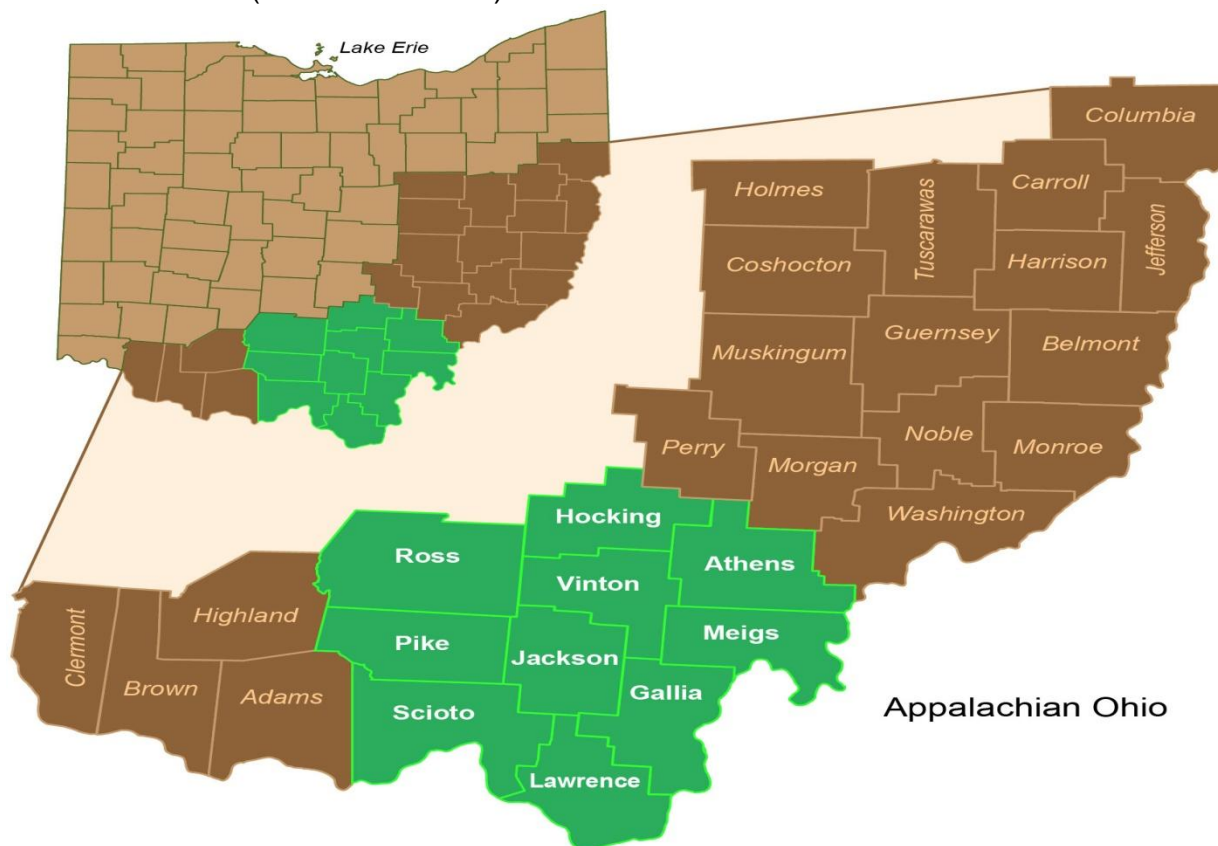 Lake Erie
Columbia
Holmes
Tuscarawas
Carroll
Jefferson
Coshocton
Harrison
Muskingum
Guernsey
Belmont
Perry
Morgan
Noble
Monroe
Washington
Hocking
Ross
Athens
Vinton
Highland
Clermont
Pike
Jackson
Meigs
Brown
Adams
Scioto
Gallia
Appalachian Ohio
Lawrence